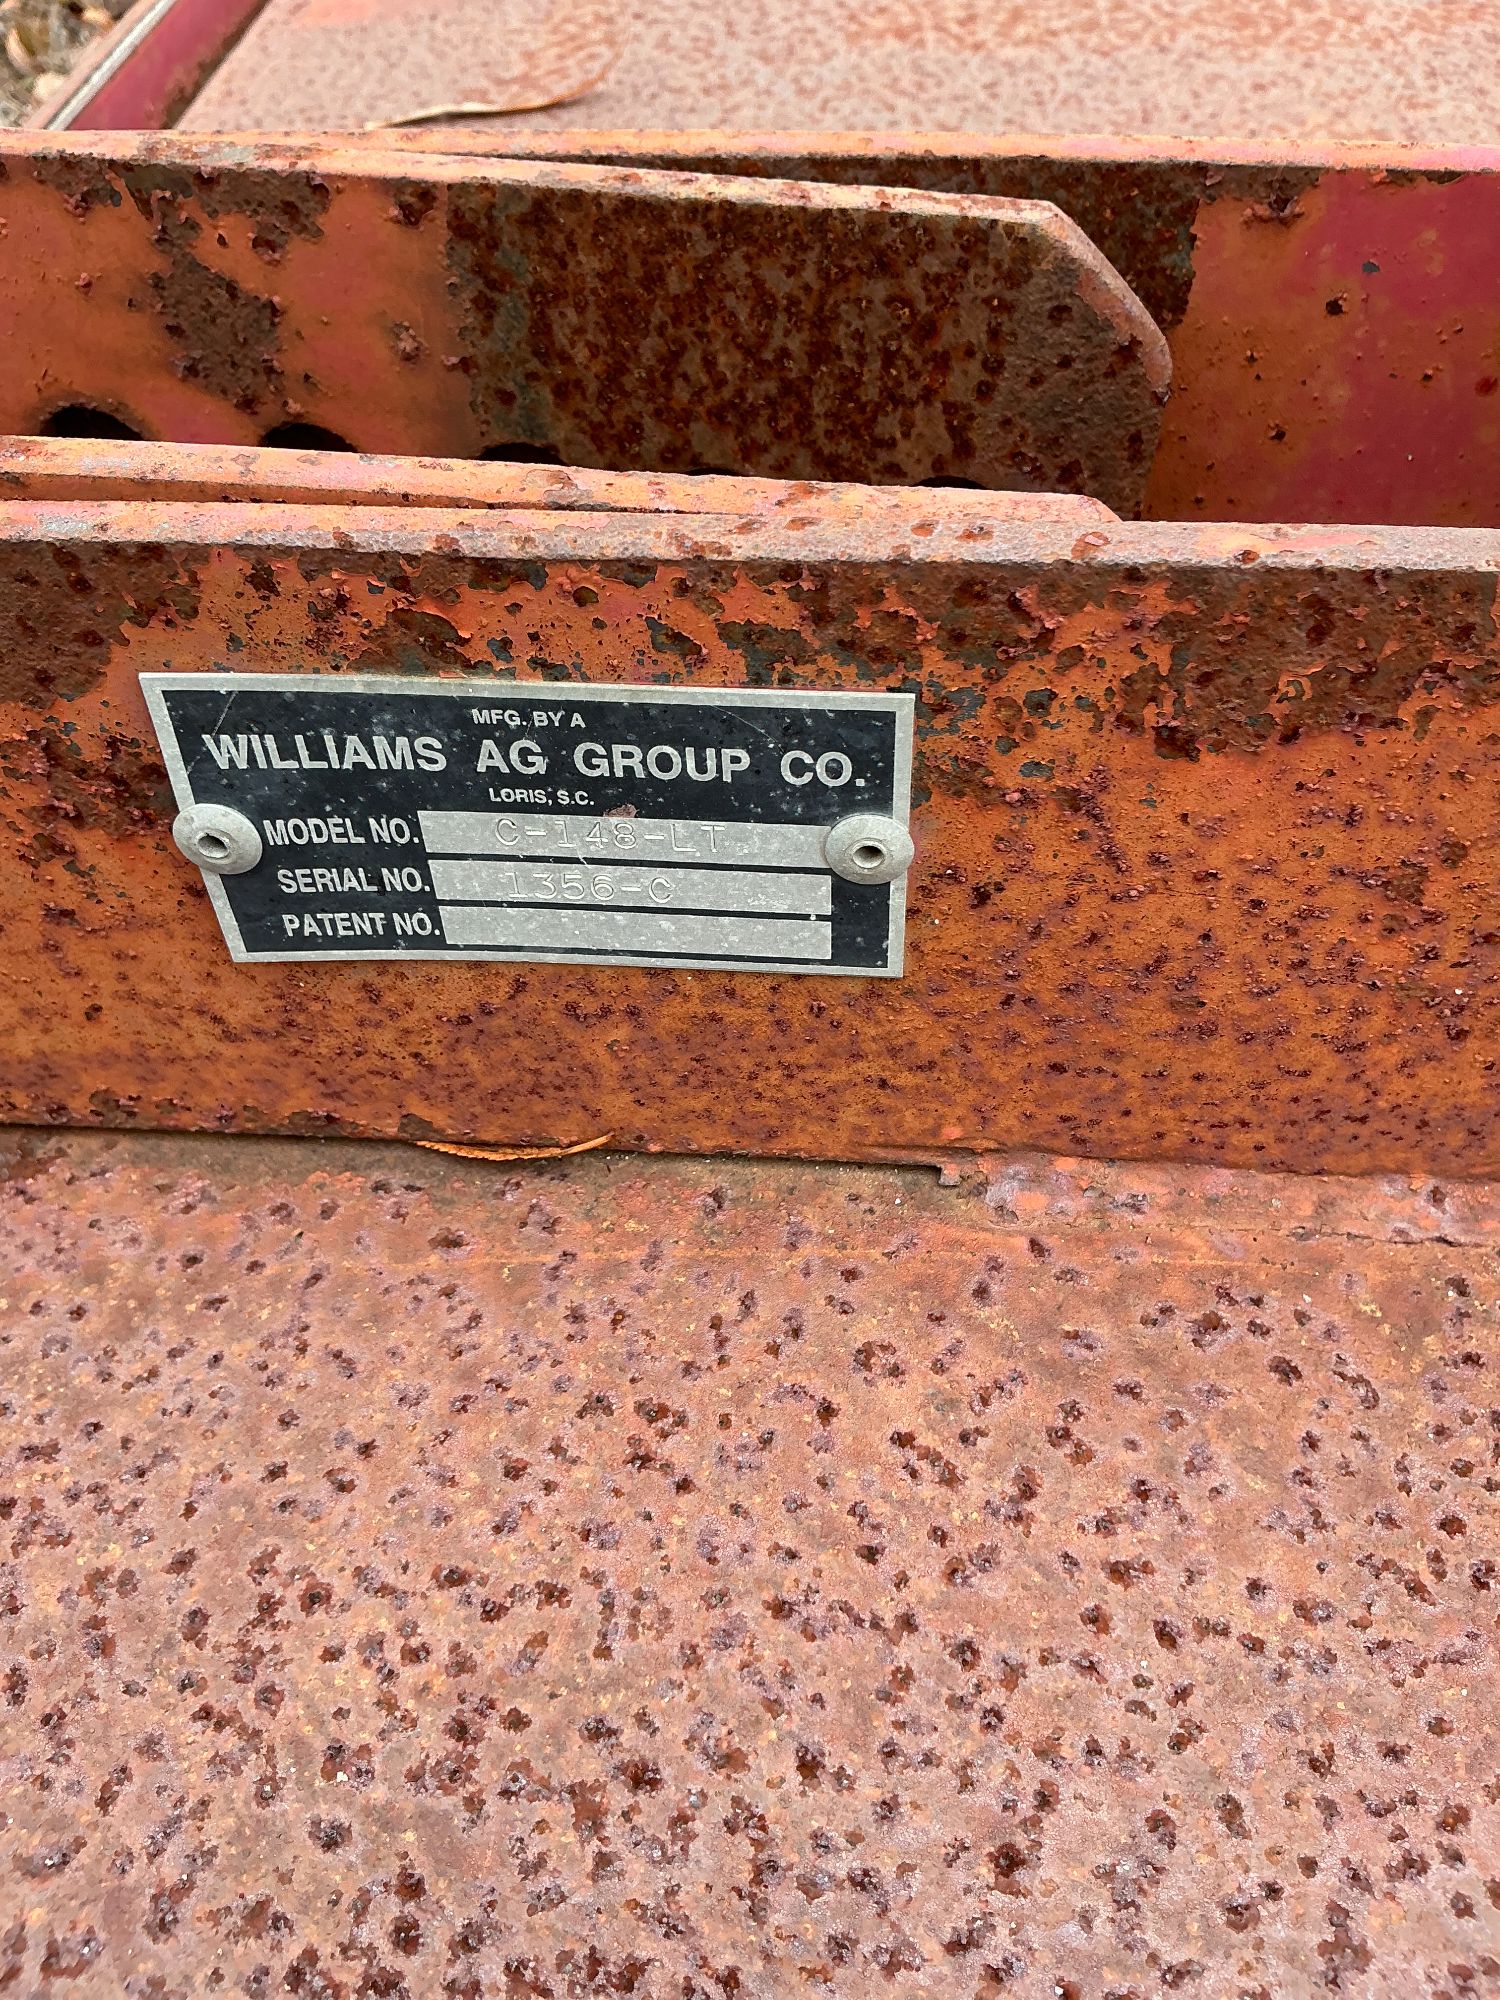 MFG. BY A
WILLIAMS AG GROUP CO.
LORIS, S.C.
MODEL NO. C-148-LT
SERIAL NO. 1356-C
PATENT NO.